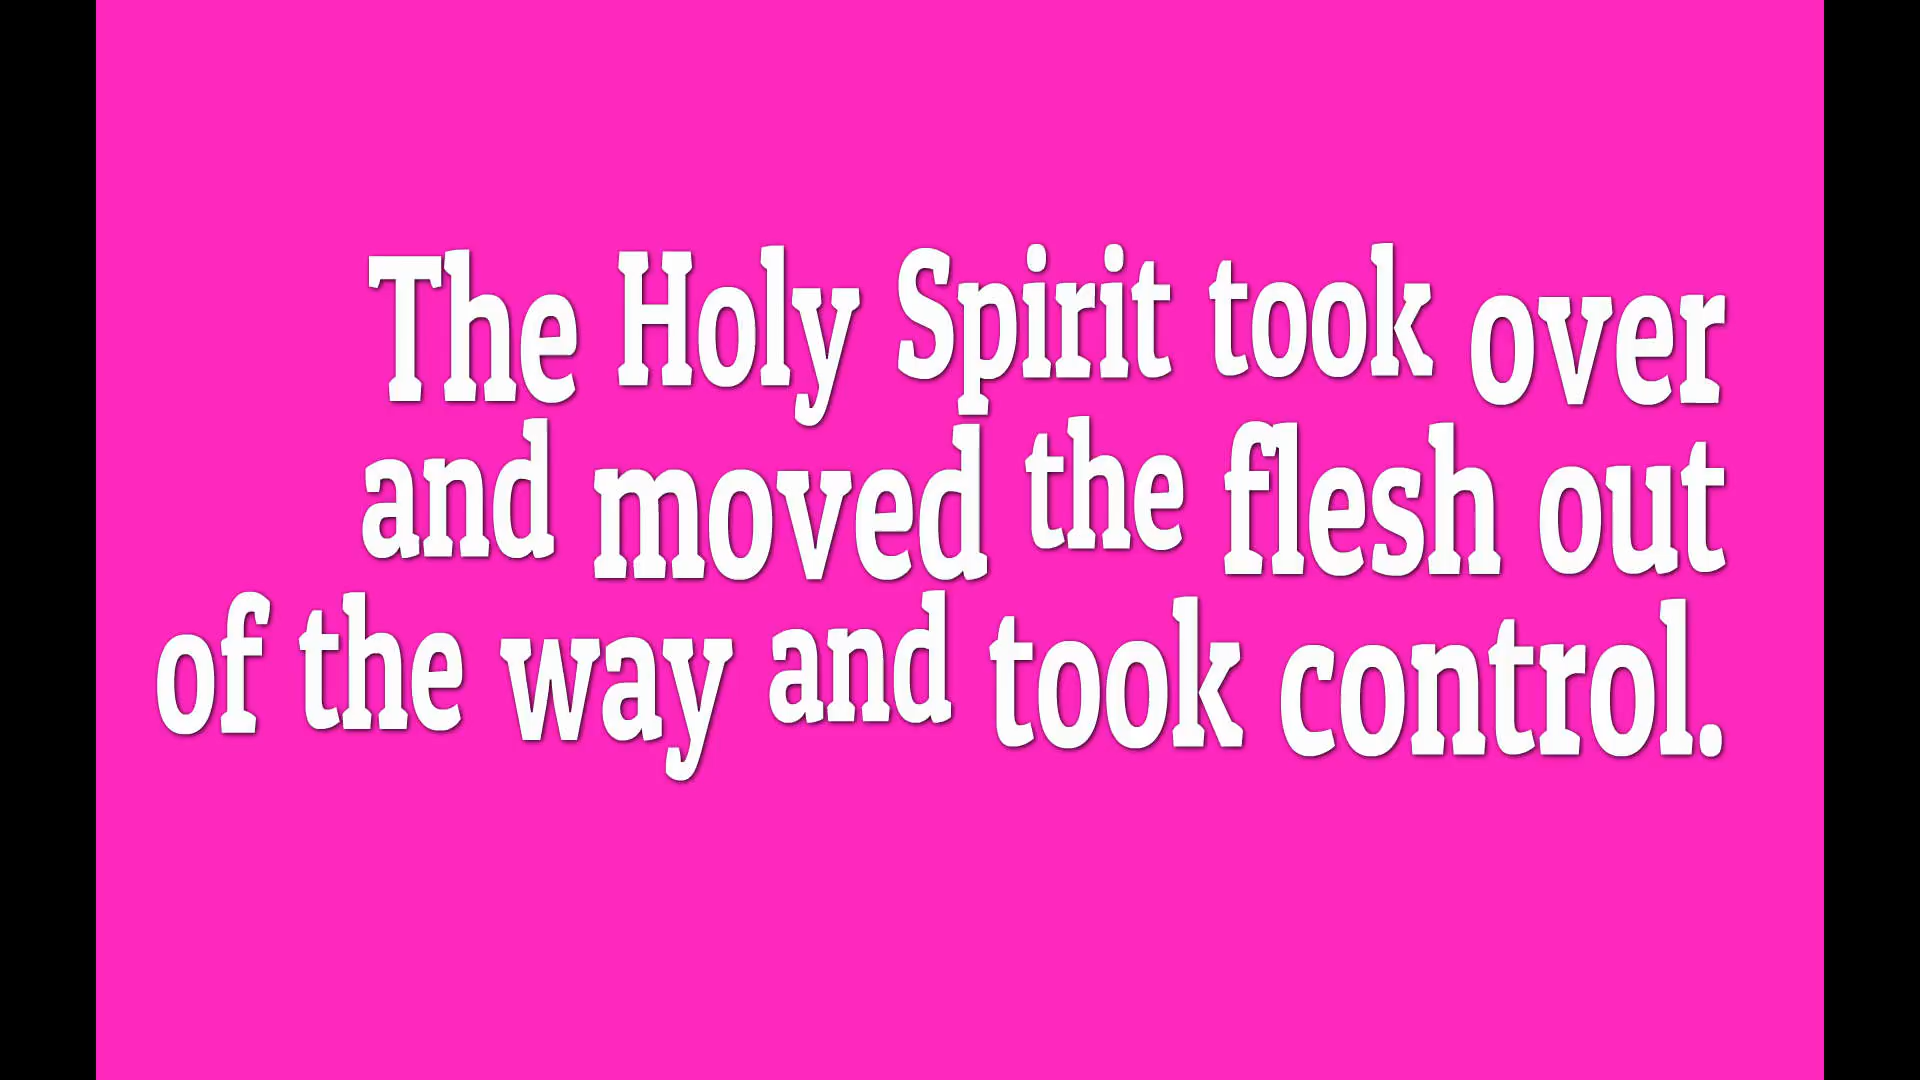 The Holy Spirit took over
and moved the flesh out
of the way and took control.